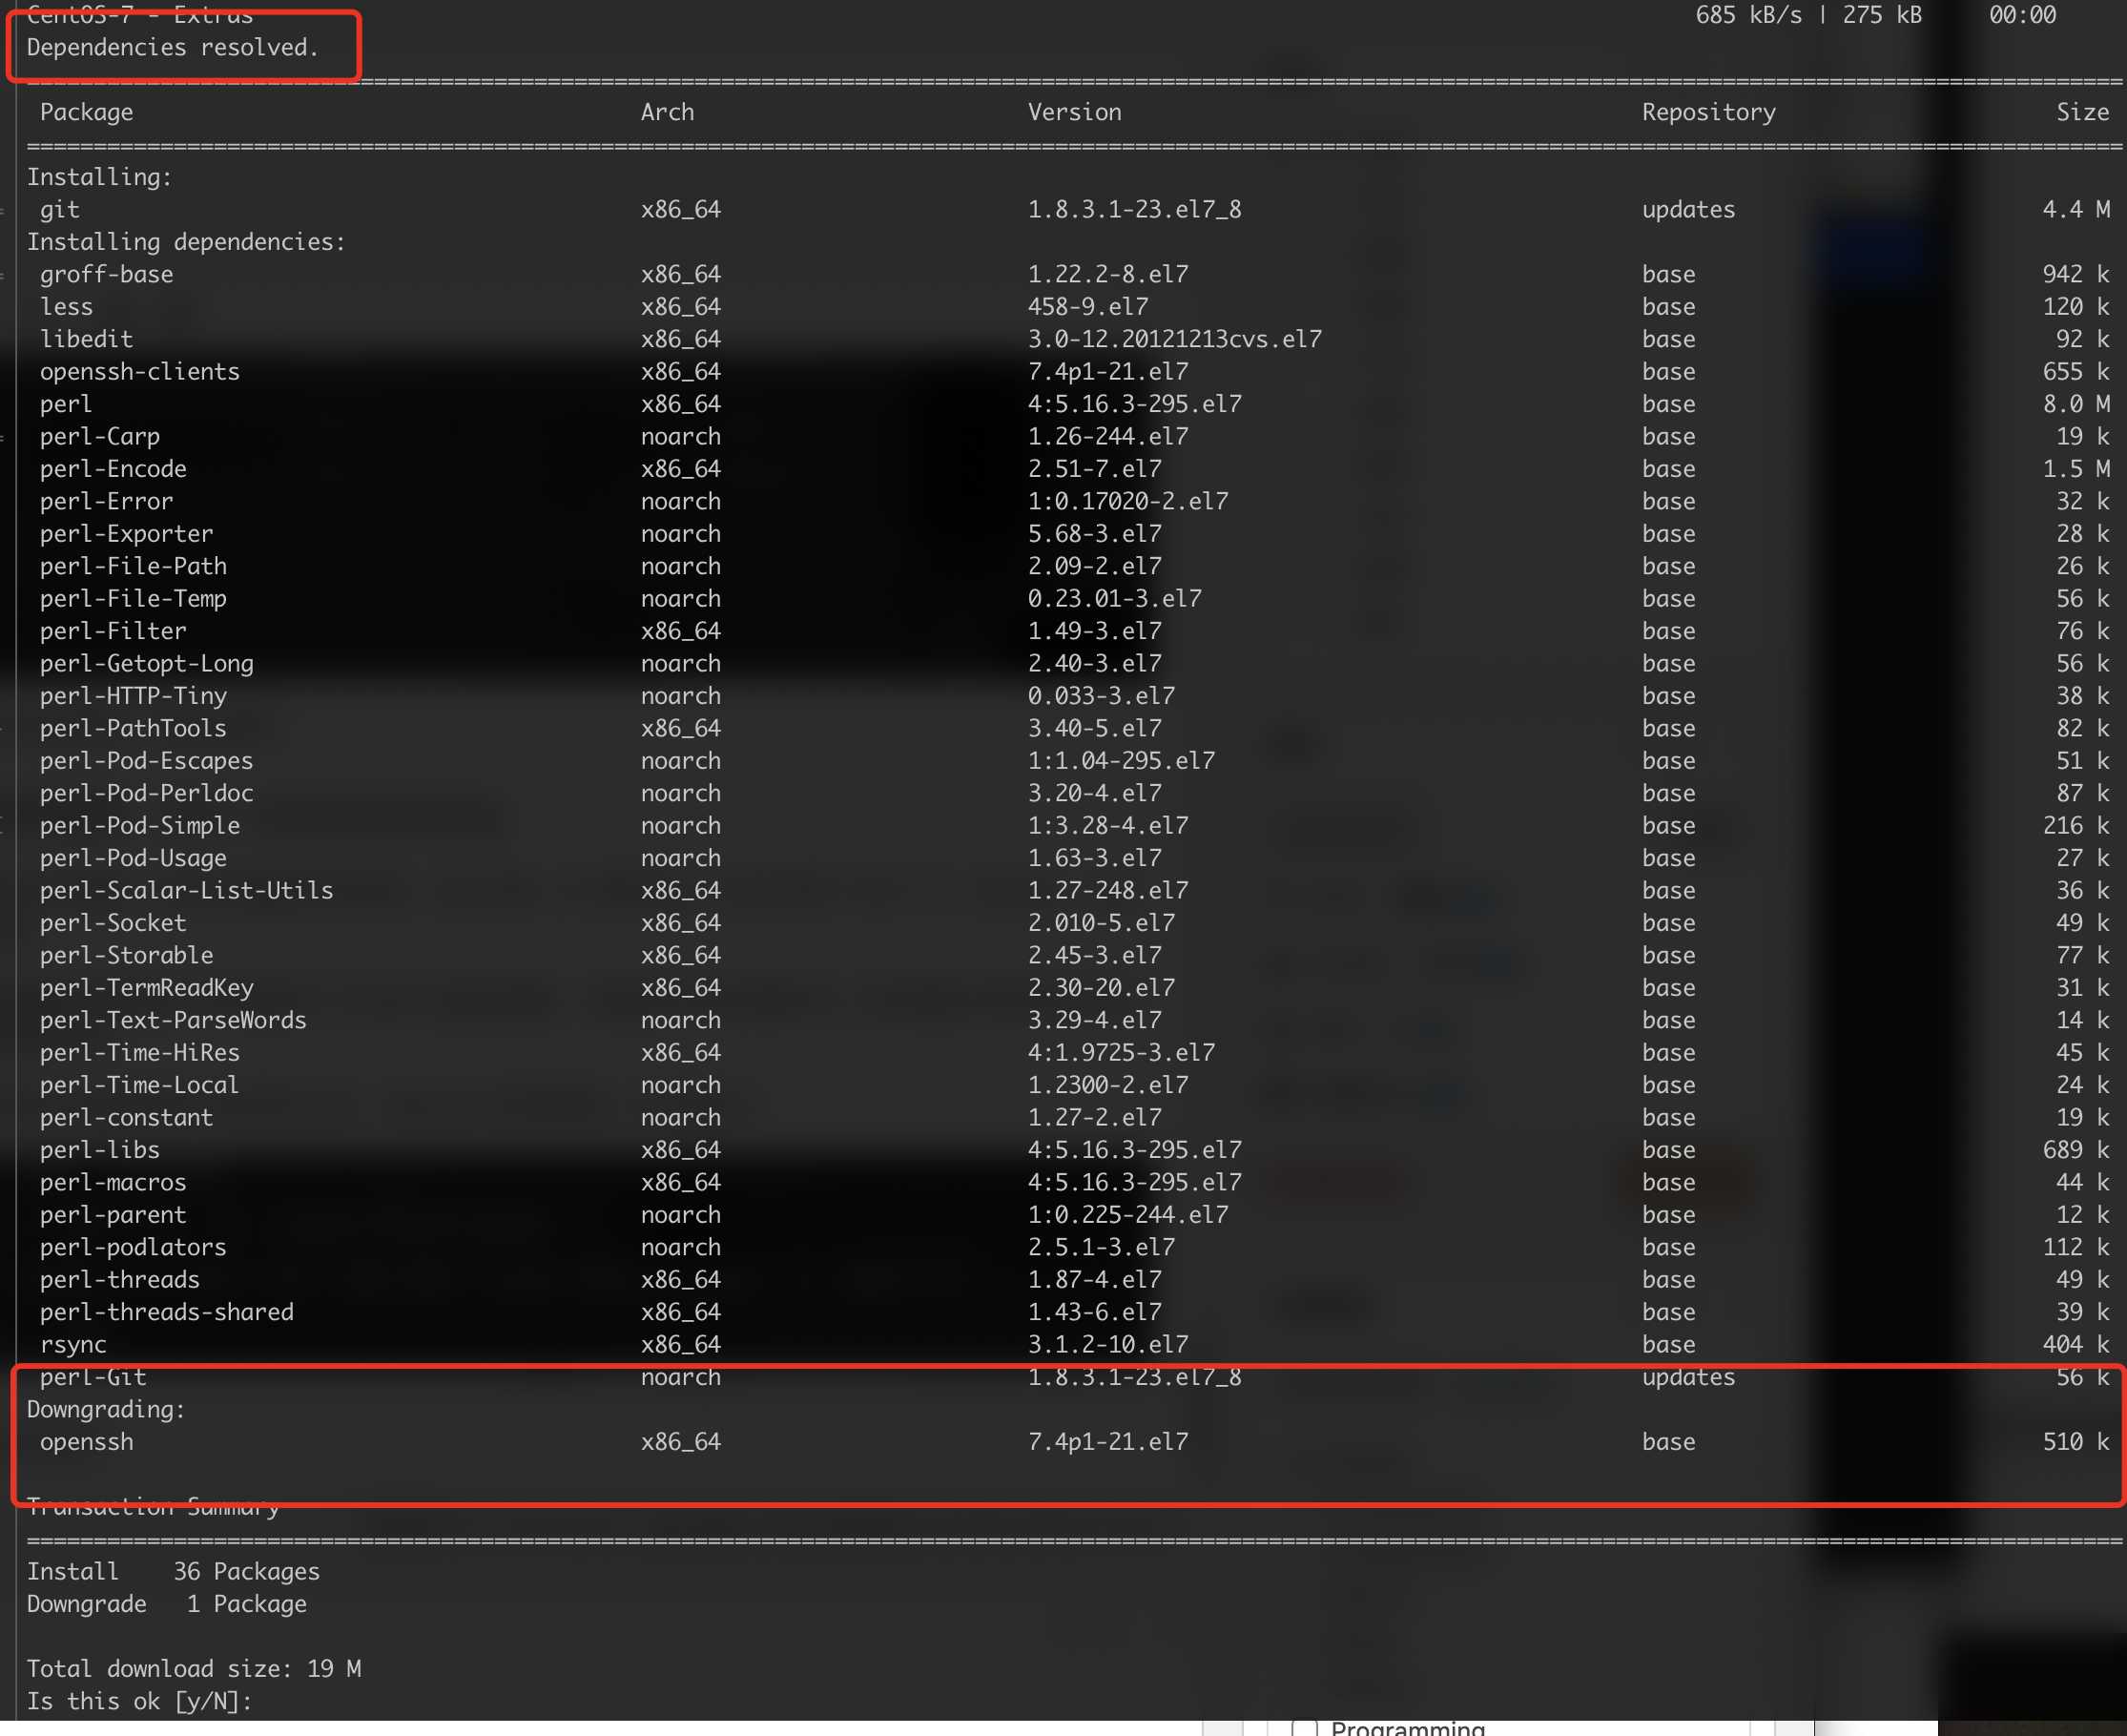 CentOS-7 - Extras 685 kB/s | 275 kB 00:00
Dependencies resolved.
================================================================================
Package Arch Version Repository Size
================================================================================
Installing:
git x86_64 1.8.3.1-23.el7_8 updates 4.4 M
Installing dependencies:
groff-base x86_64 1.22.2-8.el7 base 942 k
less x86_64 458-9.el7 base 120 k
libedit x86_64 3.0-12.20121213cvs.el7 base 92 k
openssh-clients x86_64 7.4p1-21.el7 base 655 k
perl x86_64 4:5.16.3-295.el7 base 8.0 M
perl-Carp noarch 1.26-244.el7 base 19 k
perl-Encode x86_64 2.51-7.el7 base 1.5 M
perl-Error noarch 1:0.17020-2.el7 base 32 k
perl-Exporter noarch 5.68-3.el7 base 28 k
perl-File-Path noarch 2.09-2.el7 base 26 k
perl-File-Temp noarch 0.23.01-3.el7 base 56 k
perl-Filter x86_64 1.49-3.el7 base 76 k
perl-Getopt-Long noarch 2.40-3.el7 base 56 k
perl-HTTP-Tiny noarch 0.033-3.el7 base 38 k
perl-PathTools x86_64 3.40-5.el7 base 82 k
perl-Pod-Escapes noarch 1:1.04-295.el7 base 51 k
perl-Pod-Perldoc noarch 3.20-4.el7 base 87 k
perl-Pod-Simple noarch 1:3.28-4.el7 base 216 k
perl-Pod-Usage noarch 1.63-3.el7 base 27 k
perl-Scalar-List-Utils x86_64 1.27-248.el7 base 36 k
perl-Socket x86_64 2.010-5.el7 base 49 k
perl-Storable x86_64 2.45-3.el7 base 77 k
perl-TermReadKey x86_64 2.30-20.el7 base 31 k
perl-Text-ParseWords noarch 3.29-4.el7 base 14 k
perl-Time-HiRes x86_64 4:1.9725-3.el7 base 45 k
perl-Time-Local noarch 1.2300-2.el7 base 24 k
perl-constant noarch 1.27-2.el7 base 19 k
perl-libs x86_64 4:5.16.3-295.el7 base 689 k
perl-macros x86_64 4:5.16.3-295.el7 base 44 k
perl-parent noarch 1:0.225-244.el7 base 12 k
perl-podlators noarch 2.5.1-3.el7 base 112 k
perl-threads x86_64 1.87-4.el7 base 49 k
perl-threads-shared x86_64 1.43-6.el7 base 39 k
rsync x86_64 3.1.2-10.el7 base 404 k
perl-Git noarch 1.8.3.1-23.el7_8 updates 56 k
Downgrading:
openssh x86_64 7.4p1-21.el7 base 510 k
Transaction Summary
================================================================================
Install 36 Packages
Downgrade 1 Package
Total download size: 19 M
Is this ok [y/N]:
Programming